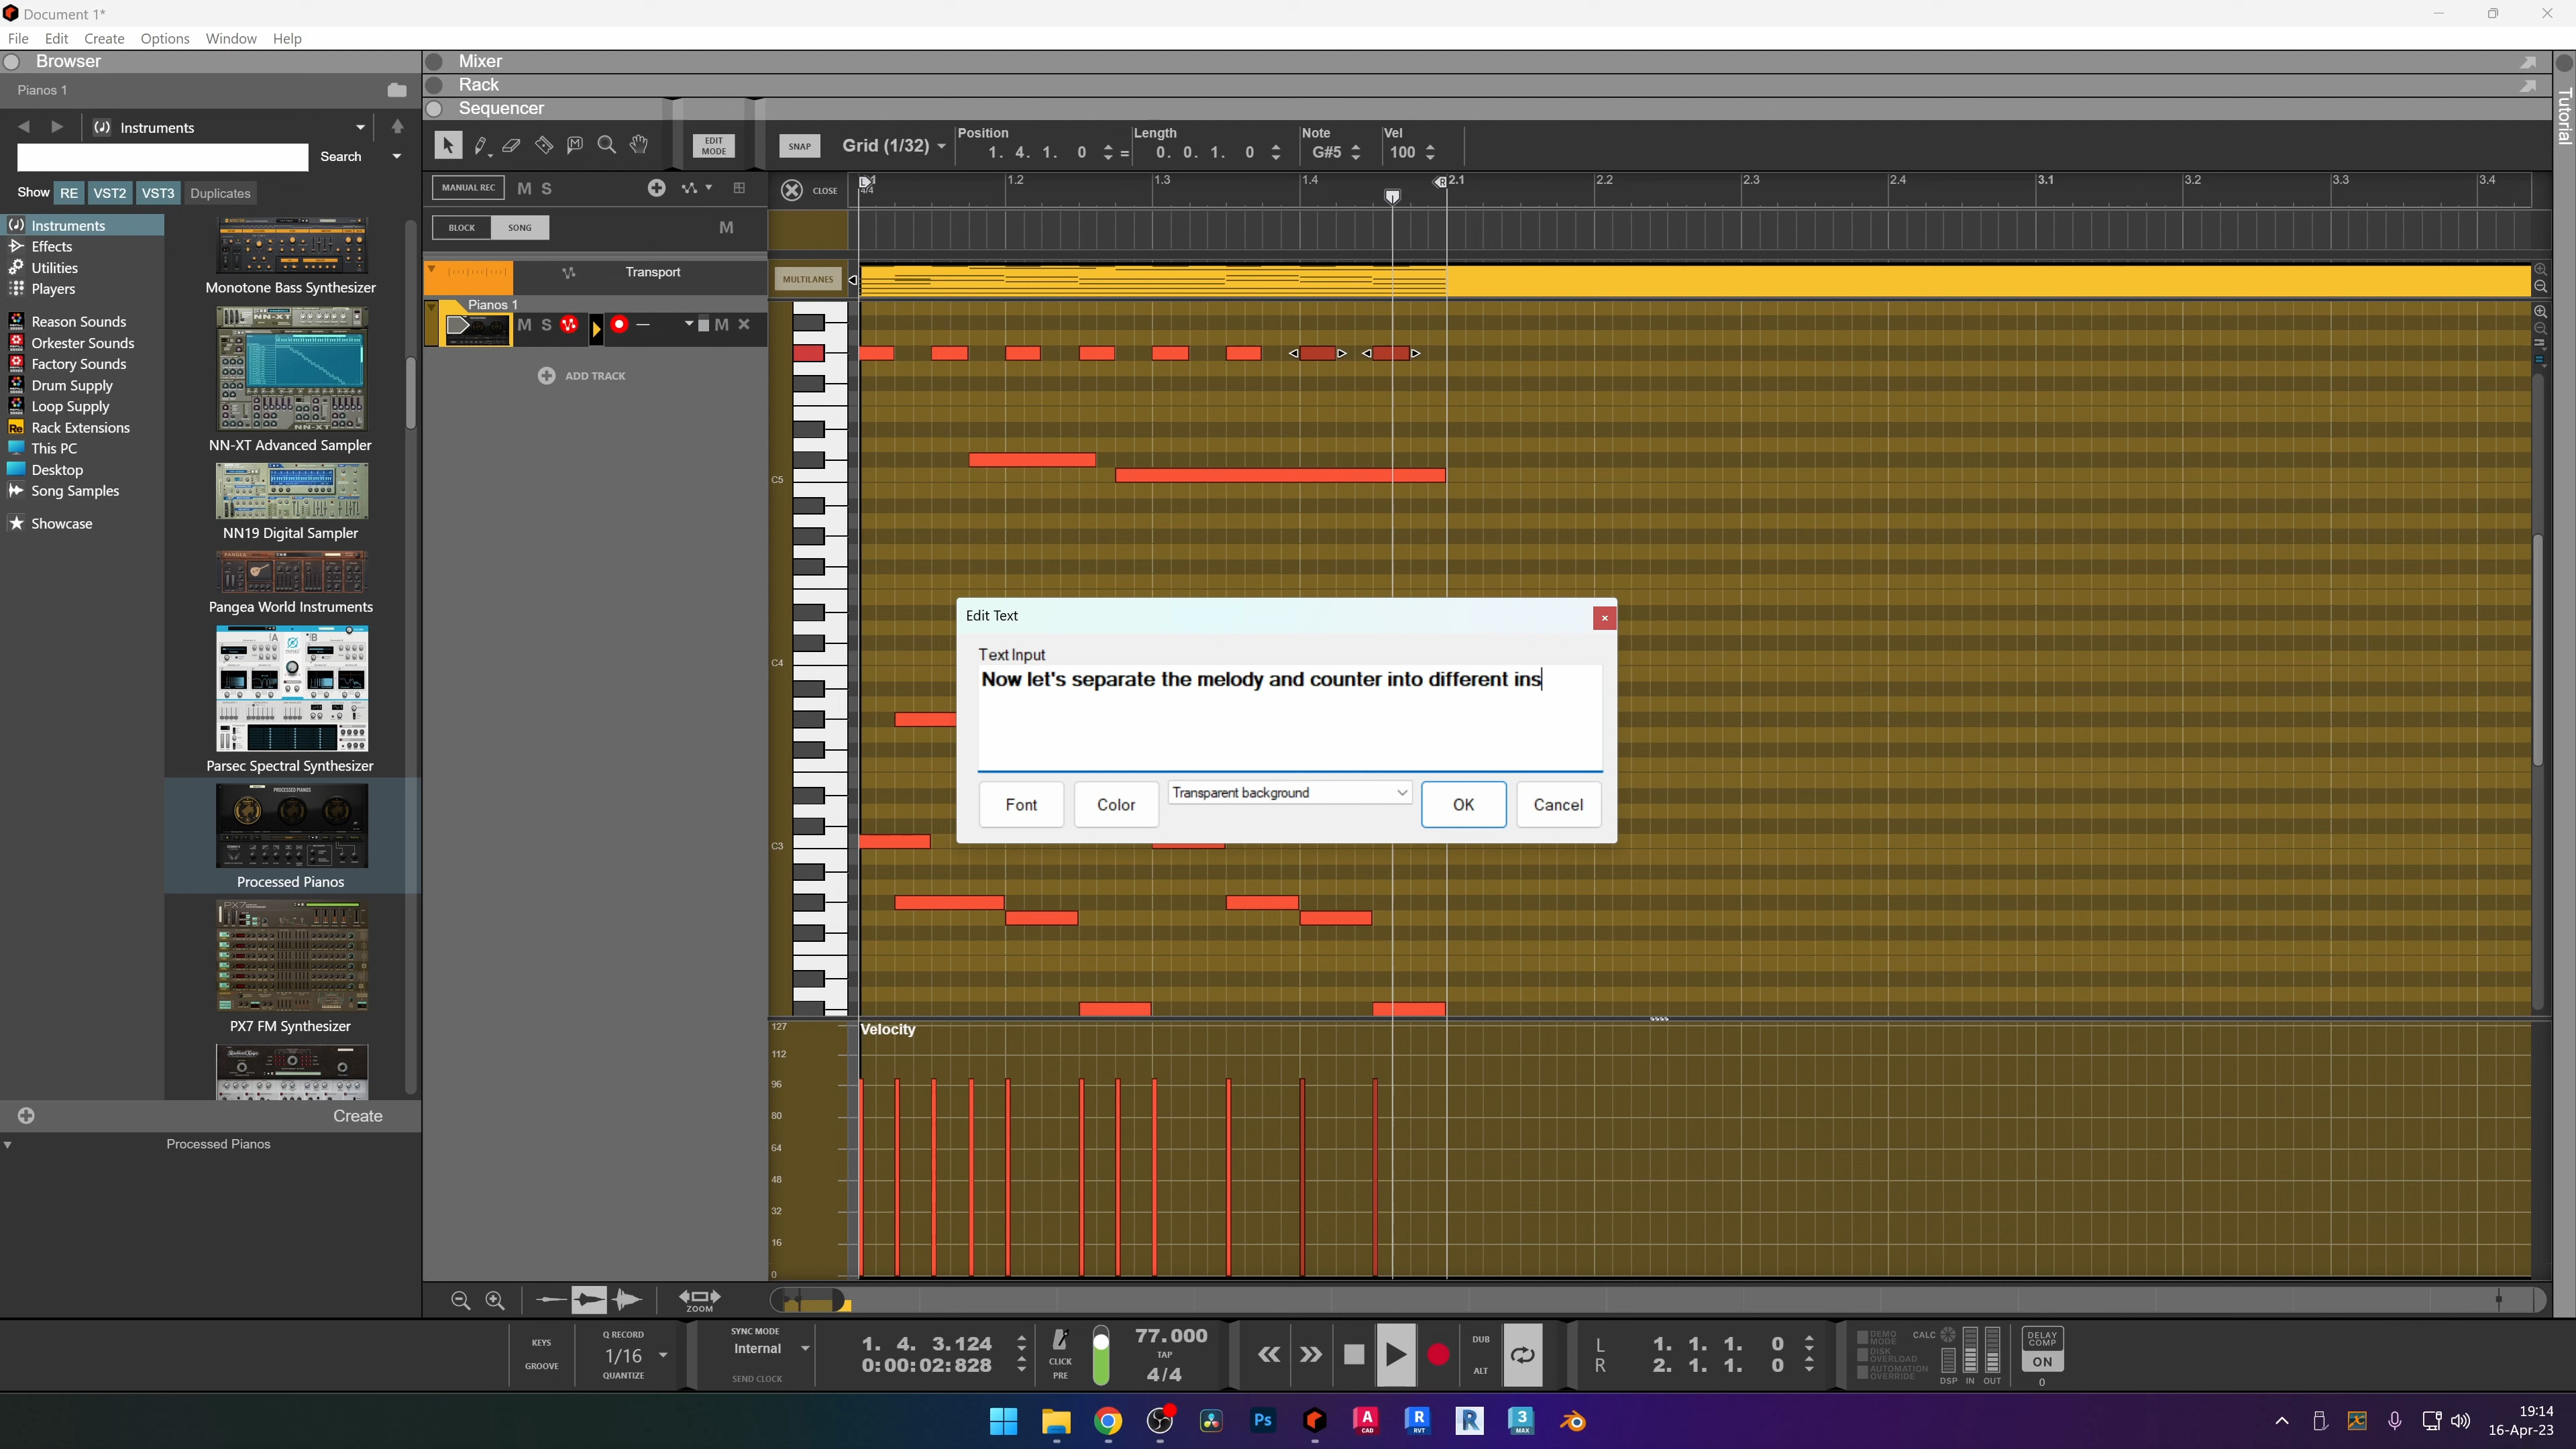 Document 1*
File Edit Create Options Window Help
Browser
Mixer
Pianos 1
Rack
Sequencer
Tutorial
Instruments
Search
Show RE VST2 VST3 Duplicates
EDIT MODE
SNAP
Grid (1/32)
Position
1. 4. 1. 0
=
Length
0. 0. 1. 0
Note
G#5
Vel
100
MANUAL REC M S
CLOSE
1 1.2 1.3 1.4 2.1 2.2 2.3 2.4 3.1 3.2 3.3 3.4
4/4
BLOCK SONG M
Transport
MULTILANES
Pianos 1
M S M
ADD TRACK
Instruments
Effects
Utilities
Players
Reason Sounds
Orkester Sounds
Factory Sounds
Drum Supply
Loop Supply
Rack Extensions
This PC
Desktop
Song Samples
Showcase
Monotone Bass Synthesizer
NN-XT Advanced Sampler
NN19 Digital Sampler
Pangea World Instruments
Parsec Spectral Synthesizer
Processed Pianos
PX7 FM Synthesizer
Create
Processed Pianos
C5
C4
C3
Edit Text
Text Input
Now let's separate the melody and counter into different ins
Font
Color
Transparent background
OK
Cancel
Velocity
127
112
96
80
64
48
32
16
0
ZOOM
KEYS
GROOVE
Q RECORD
1/16
QUANTIZE
SYNC MODE
Internal
SEND CLOCK
1. 4. 3.124
0:00:02:828
CLICK
PRE
77.000
TAP
4/4
DUB
ALT
L 1. 1. 1. 0
R 2. 1. 1. 0
DEMO MODE
DISK OVERLOAD
AUTOMATION OVERRIDE
CALC
DSP IN OUT
DELAY COMP
ON
0
Ps
A CAD
R RVT
R
3 MAX
19:14
16-Apr-23